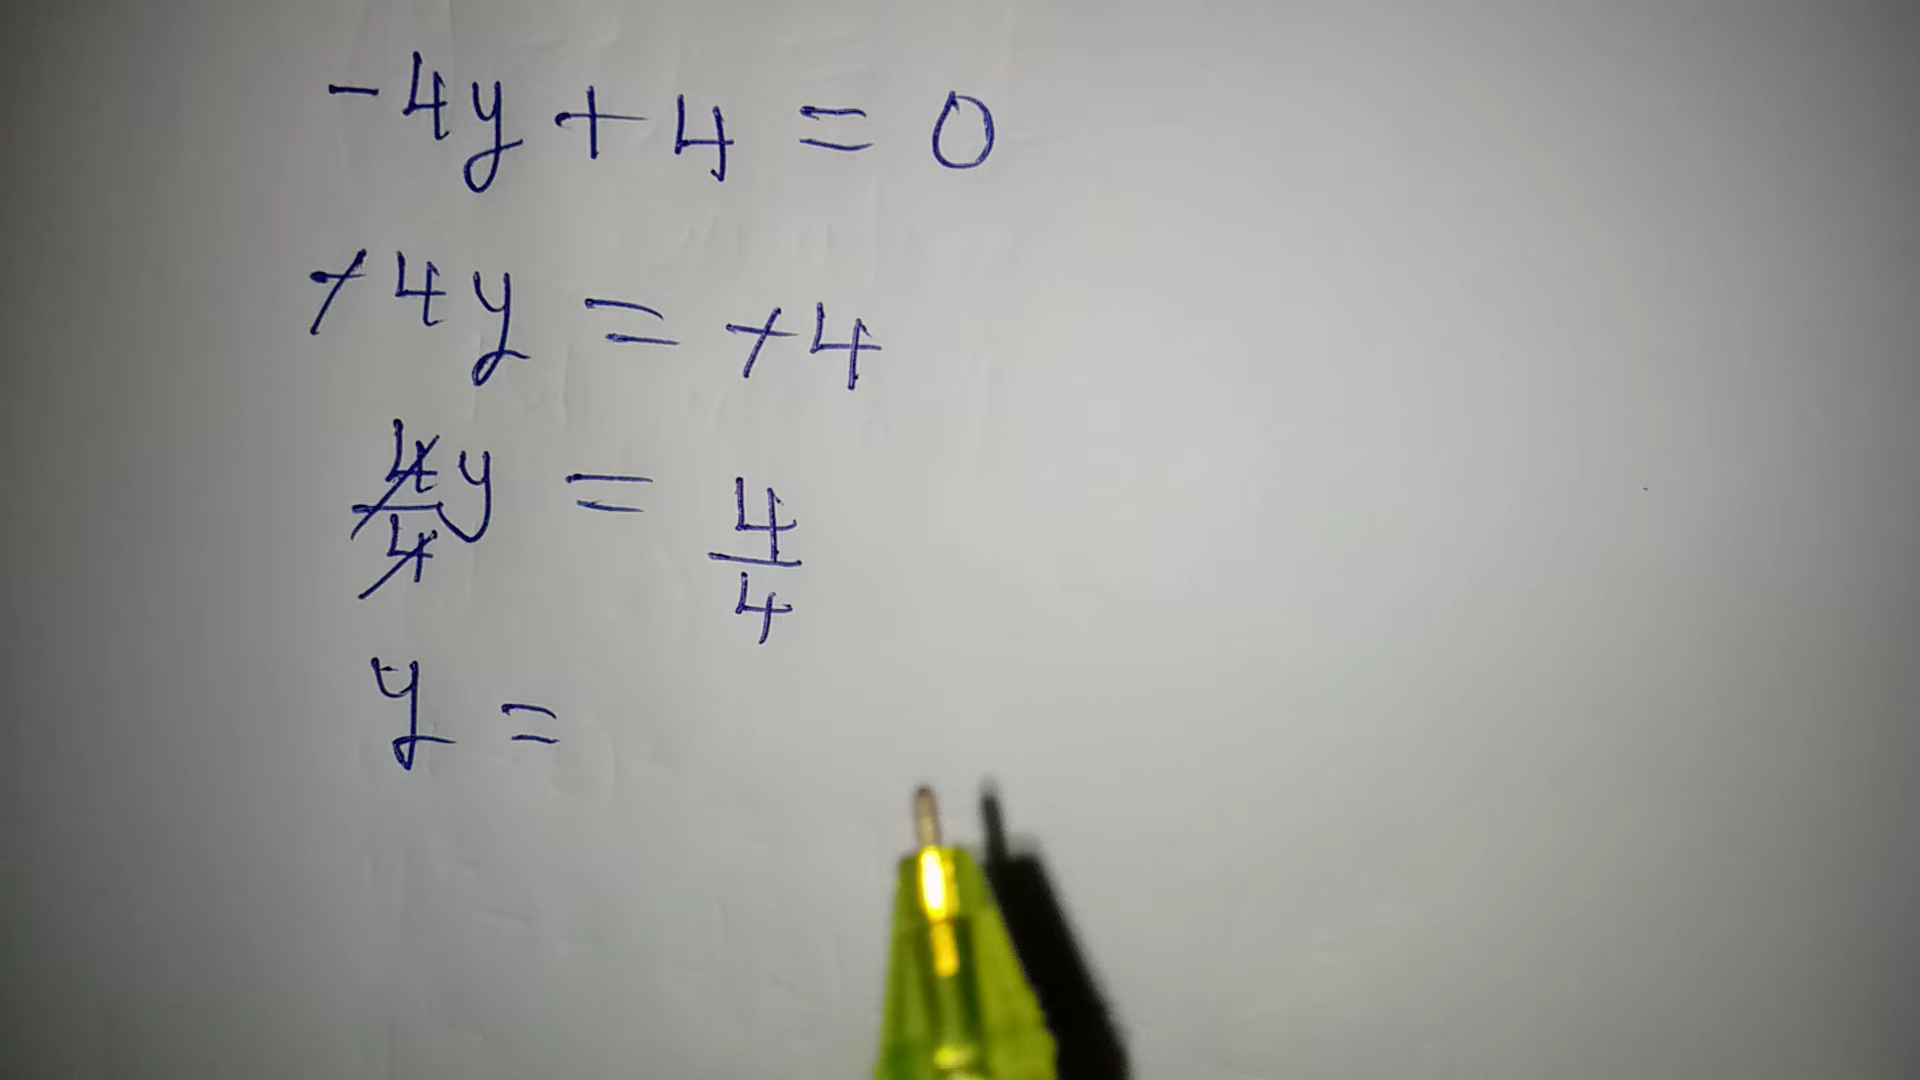 -4y + 4 = 0
-4y = -4
4y/4 = 4/4
y =